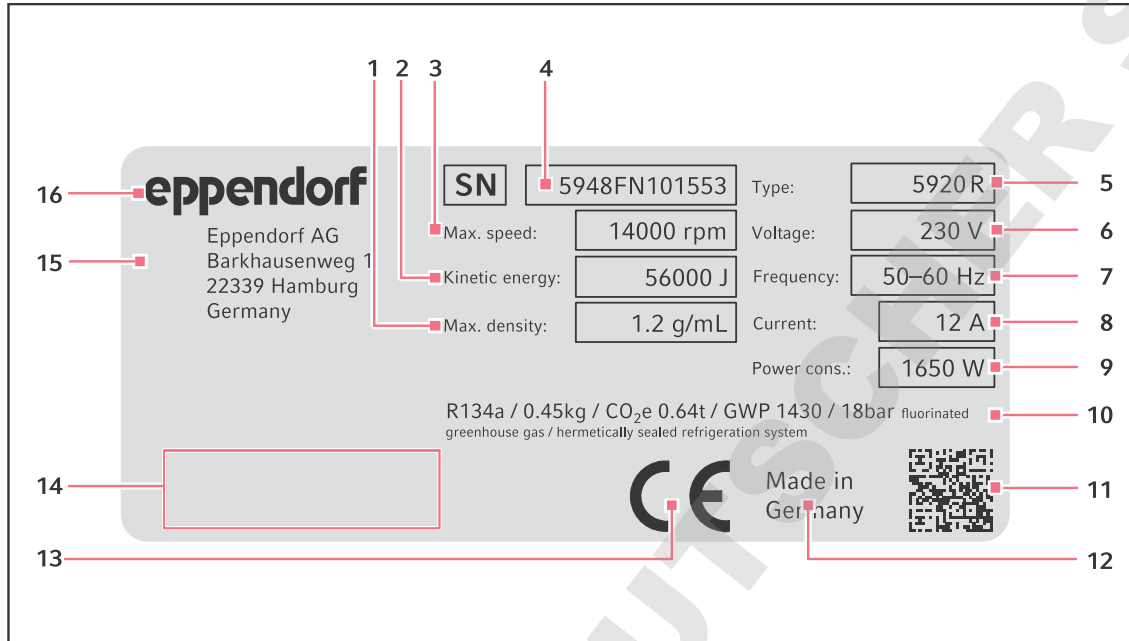 1 2 3 4
16 eppendorf SN 5948FN101553 Type: 5920 R 5
Eppendorf AG
Barkhausenweg 1
22339 Hamburg
Germany
15
3 Max. speed: 14000 rpm Voltage: 230 V 6
Kinetic energy: 56000 J Frequency: 50–60 Hz 7
Max. density: 1.2 g/mL Current: 12 A 8
Power cons.: 1650 W 9
R134a / 0.45kg / CO₂e 0.64t / GWP 1430 / 18bar fluorinated 10
greenhouse gas / hermetically sealed refrigeration system
14 CE Made in
Germany 11
13 12